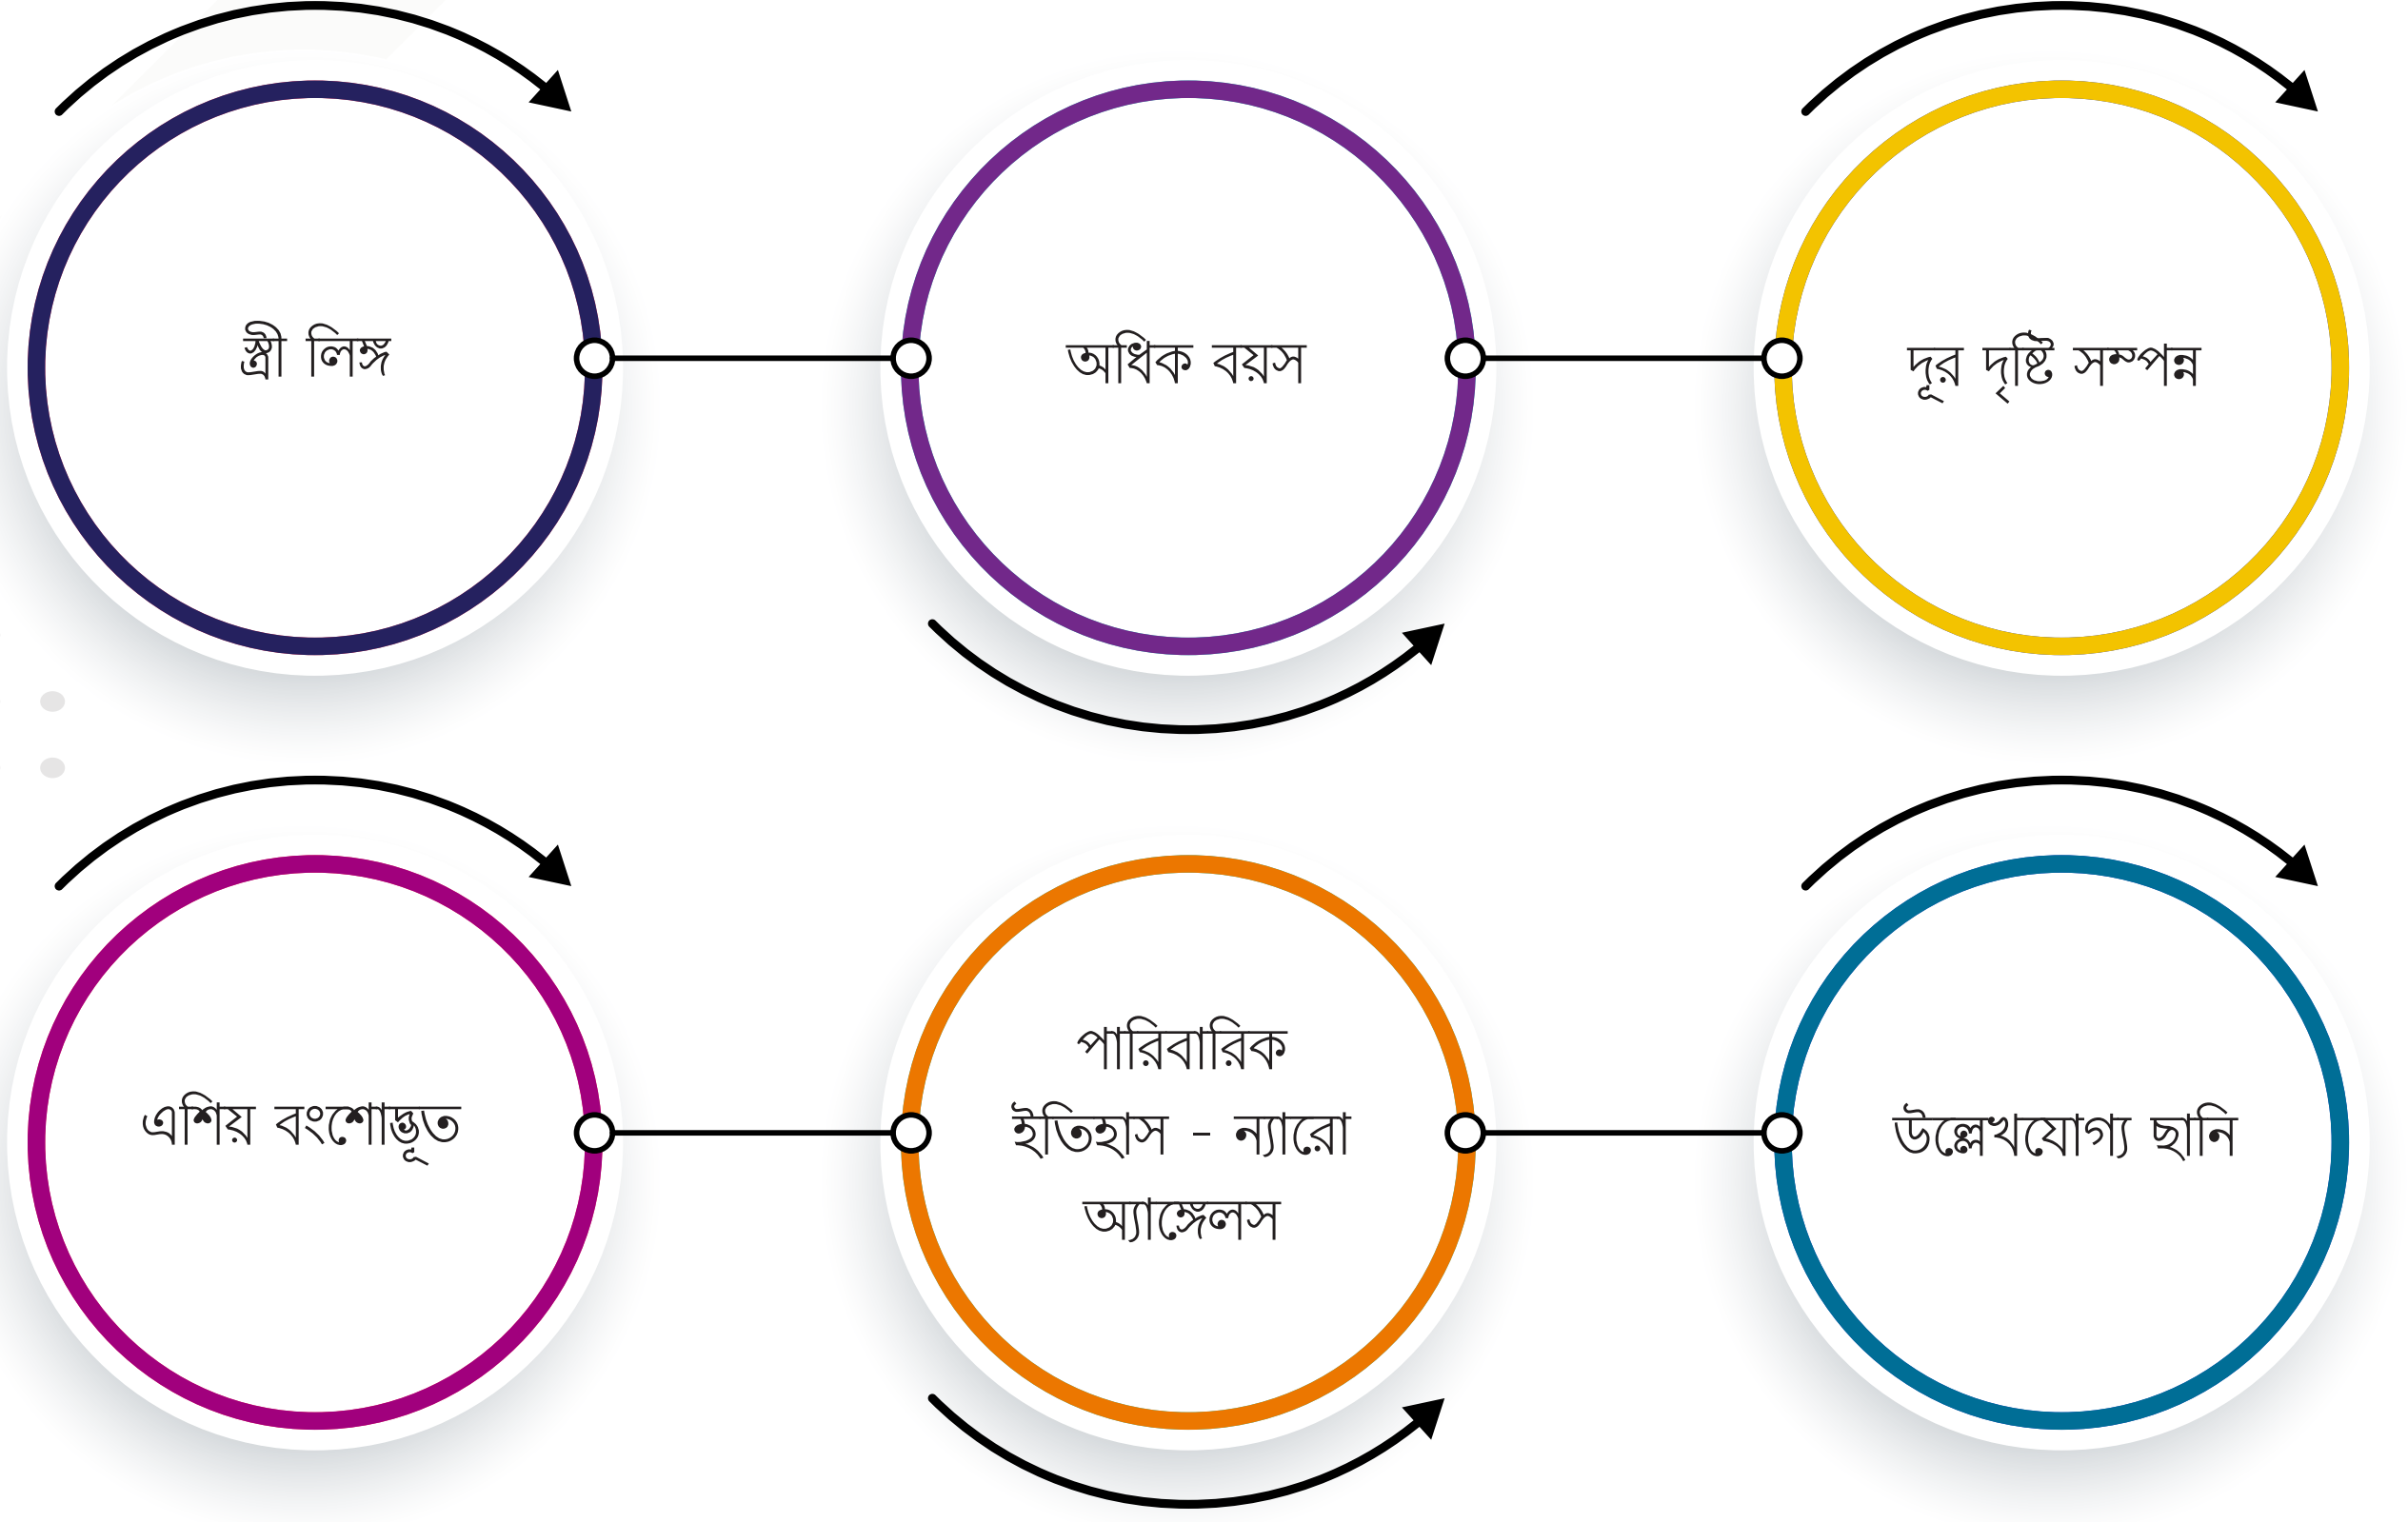 স্ত্রী লিঙ্গ
অধিক বয়স
দূর দৃষ্টি সম্পন্ন
এশিয় বংশোদ্ভূত
পারিবারিক
ইতিহাস - ন্যারো
অ্যাঙ্গেলস
উল্লেখযোগ্য ছানি